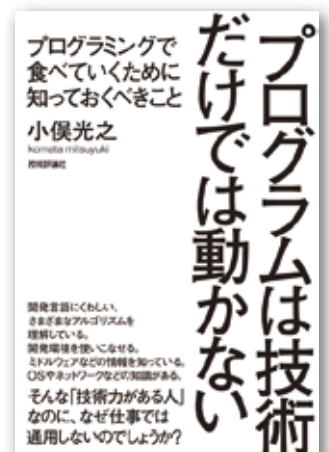 プログラムは技術
だけでは動かない
プログラミングで
食べていくために
知っておくべきこと
小俣光之
komata mitsuyuki
技術評論社
開発言語にくわしい。
さまざまなアルゴリズムを
理解している。
開発環境を使いこなせる。
ミドルウェアなどの情報を知っている。
OSやネットワークなどの知識がある。
そんな「技術力がある人」
なのに、なぜ仕事では
通用しないのでしょうか?